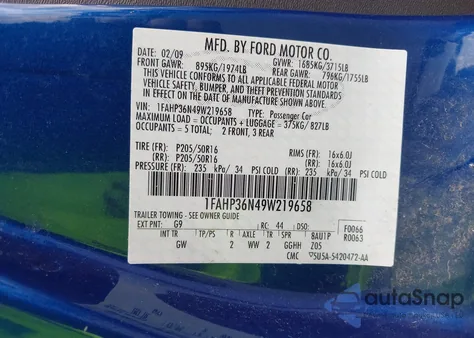 MFD. BY FORD MOTOR CO.
DATE: 02/09 GVWR: 1685KG/3715LB
FRONT GAWR: 895KG/1974LB REAR GAWR: 796KG/1755LB
THIS VEHICLE CONFORMS TO ALL APPLICABLE FEDERAL MOTOR
VEHICLE SAFETY, BUMPER, AND THEFT PREVENTION STANDARDS
IN EFFECT ON THE DATE OF MANUFACTURE SHOWN ABOVE.
VIN: 1FAHP36N49W219658 TYPE: Passenger Car
MAXIMUM LOAD = OCCUPANTS + LUGGAGE = 375KG/827LB
OCCUPANTS = 5 TOTAL: 2 FRONT, 3 REAR
TIRE (FR): P205/50R16 RIMS (FR): 16x6.0J
(RR): P205/50R16 (RR): 16x6.0J
PRESSURE (FR): 235 kPa/ 34 PSI COLD (RR): 235 kPa/ 34 PSI COLD
1FAHP36N49W219658
TRAILER TOWING - SEE OWNER GUIDE
EXT PNT: G9 RC: 44 DSO: F0066
INT TR TP/PS R AXLE TR SPR BAUTP R0063
GW 2 WW 2 GGHH Z05
CMC 5U5A-5420472-AA
autoSnap